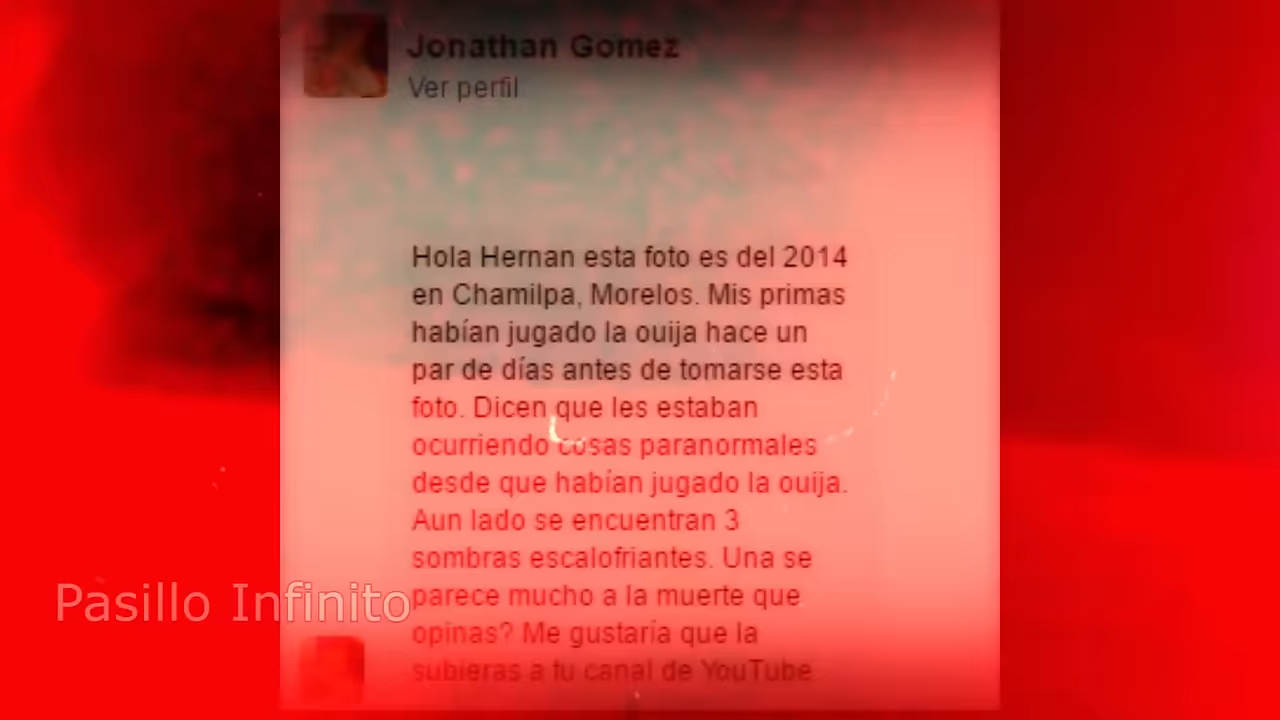 Jonathan Gomez
Ver perfil
Hola Hernan esta foto es del 2014
en Chamilpa, Morelos. Mis primas
habían jugado la ouija hace un
par de días antes de tomarse esta
foto. Dicen que les estaban
ocurriendo cosas paranormales
desde que habían jugado la ouija.
Aun lado se encuentran 3
sombras escalofriantes. Una se
parece mucho a la muerte que
opinas? Me gustaría que la
subieras a tu canal de YouTube
Pasillo Infinito